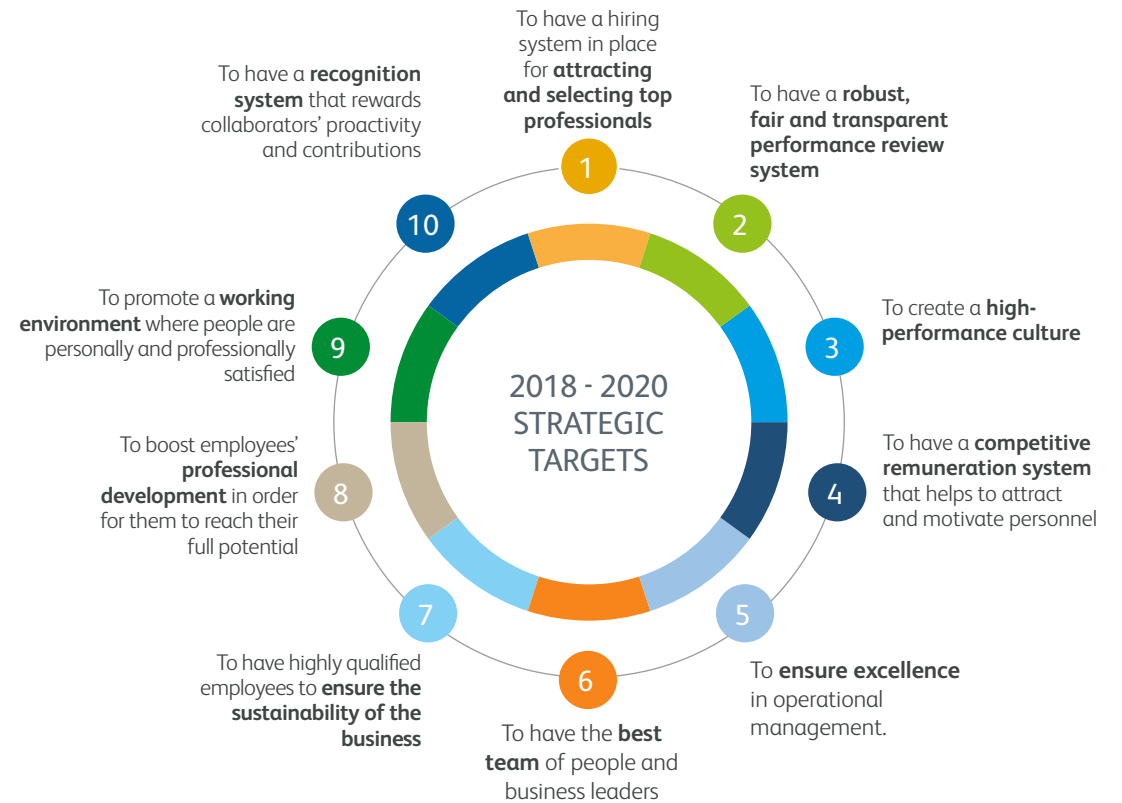 To have a hiring
system in place
for attracting
and selecting top
professionals
1
To have a robust,
fair and transparent
performance review
system
2
To create a high-
performance culture
3
To have a competitive
remuneration system
that helps to attract
and motivate personnel
4
To ensure excellence
in operational
management.
5
6
To have the best
team of people and
business leaders
7
To have highly qualified
employees to ensure the
sustainability of the
business
To boost employees’
professional
development in order
for them to reach their
full potential
8
To promote a working
environment where people are
personally and professionally
satisfied
9
To have a recognition
system that rewards
collaborators’ proactivity
and contributions
10
2018 - 2020
STRATEGIC
TARGETS